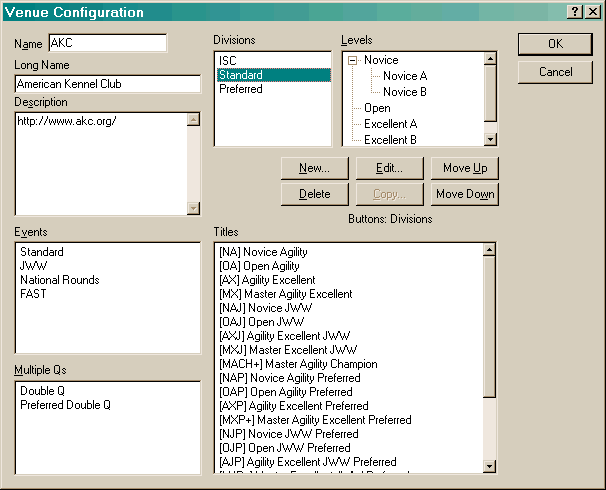 Venue Configuration
Name AKC
Long Name
American Kennel Club
Description
http://www.akc.org/
Divisions
ISC
Standard
Preferred
Levels
Novice
Novice A
Novice B
Open
Excellent A
Excellent B
OK
Cancel
New... Edit... Move Up
Delete Copy... Move Down
Buttons: Divisions
Events
Standard
JWW
National Rounds
FAST
Multiple Qs
Double Q
Preferred Double Q
Titles
[NA] Novice Agility
[OA] Open Agility
[AX] Agility Excellent
[MX] Master Agility Excellent
[NAJ] Novice JWW
[OAJ] Open JWW
[AXJ] Agility Excellent JWW
[MXJ] Master Excellent JWW
[MACH+] Master Agility Champion
[NAP] Novice Agility Preferred
[OAP] Open Agility Preferred
[AXP] Agility Excellent Preferred
[MXP+] Master Agility Excellent Preferred
[NJP] Novice JWW Preferred
[OJP] Open JWW Preferred
[AJP] Agility Excellent JWW Preferred